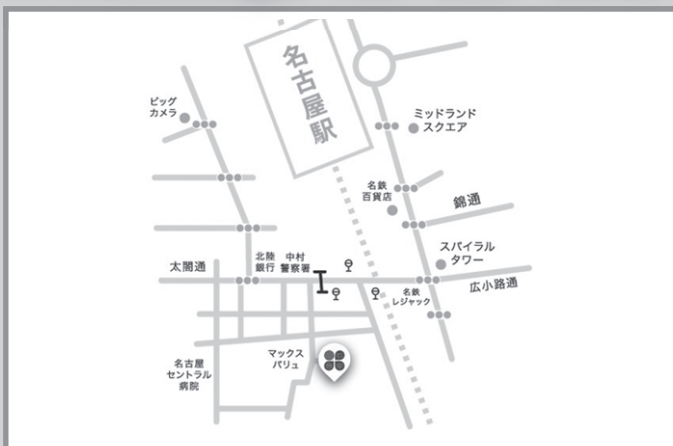 名古屋駅
ビッグ
カメラ
ミッドランド
スクエア
名鉄
百貨店
錦通
スパイラル
タワー
北陸
銀行
中村
警察署
太閤通
名鉄
レジャック
広小路通
マックス
バリュ
名古屋
セントラル
病院